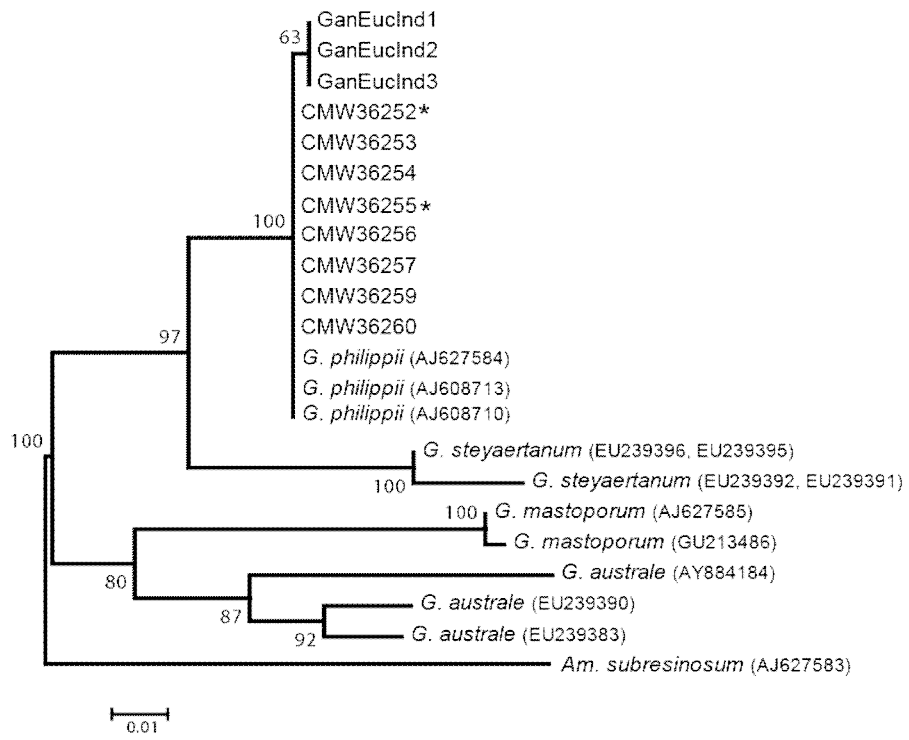 63
GanEucInd1
GanEucInd2
GanEucInd3
CMW36252*
CMW36253
CMW36254
CMW36255*
100
CMW36256
CMW36257
CMW36259
CMW36260
97
G. philippii (AJ627584)
G. philippii (AJ608713)
G. philippii (AJ608710)
100
G. steyaertanum (EU239396, EU239395)
100
G. steyaertanum (EU239392, EU239391)
100
G. mastoporum (AJ627585)
G. mastoporum (GU213486)
80
G. australe (AY884184)
87
G. australe (EU239390)
92
G. australe (EU239383)
Am. subresinosum (AJ627583)
0.01